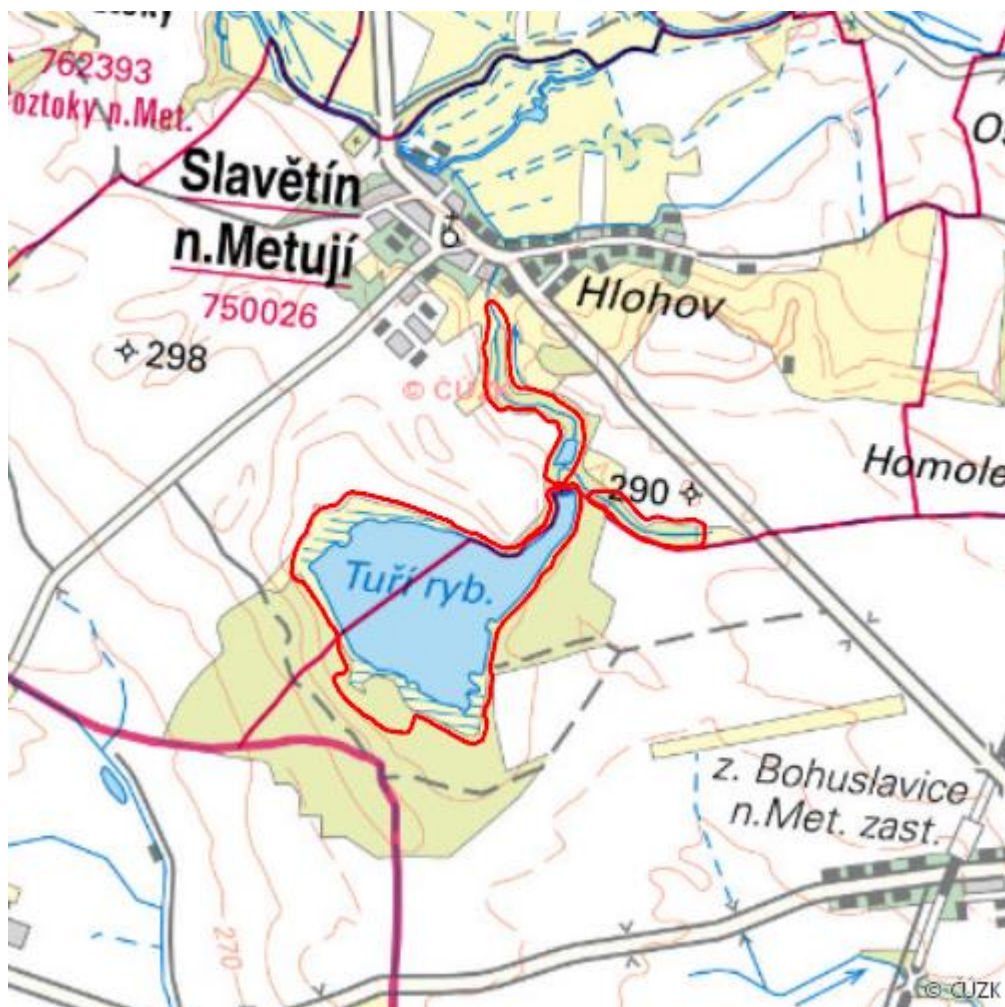 762393
oztoky n.Met.
Slavětín
n.Metují
750026
Hlohov
298
© ČÚZK
290
Homole
Tuří ryb.
z. Bohuslavice
n.Met. zast.
270
© ČÚZK